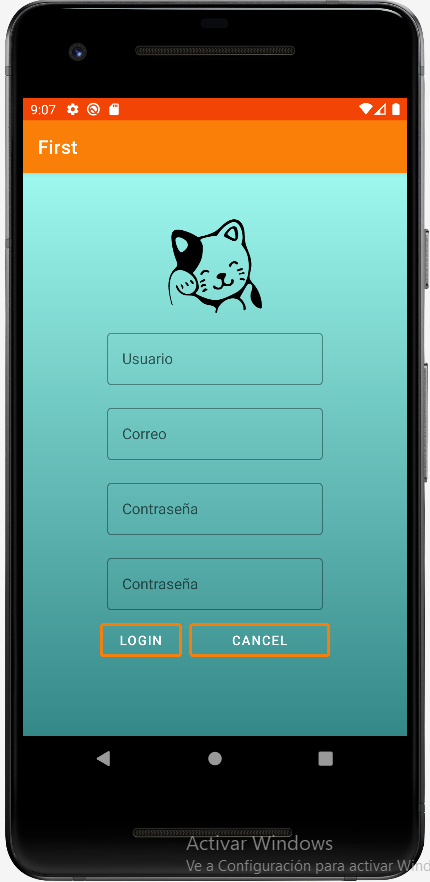 9:07
First
Usuario
Correo
Contraseña
Contraseña
LOGIN CANCEL
Activar Windows
Ve a Configuración para activar Wind